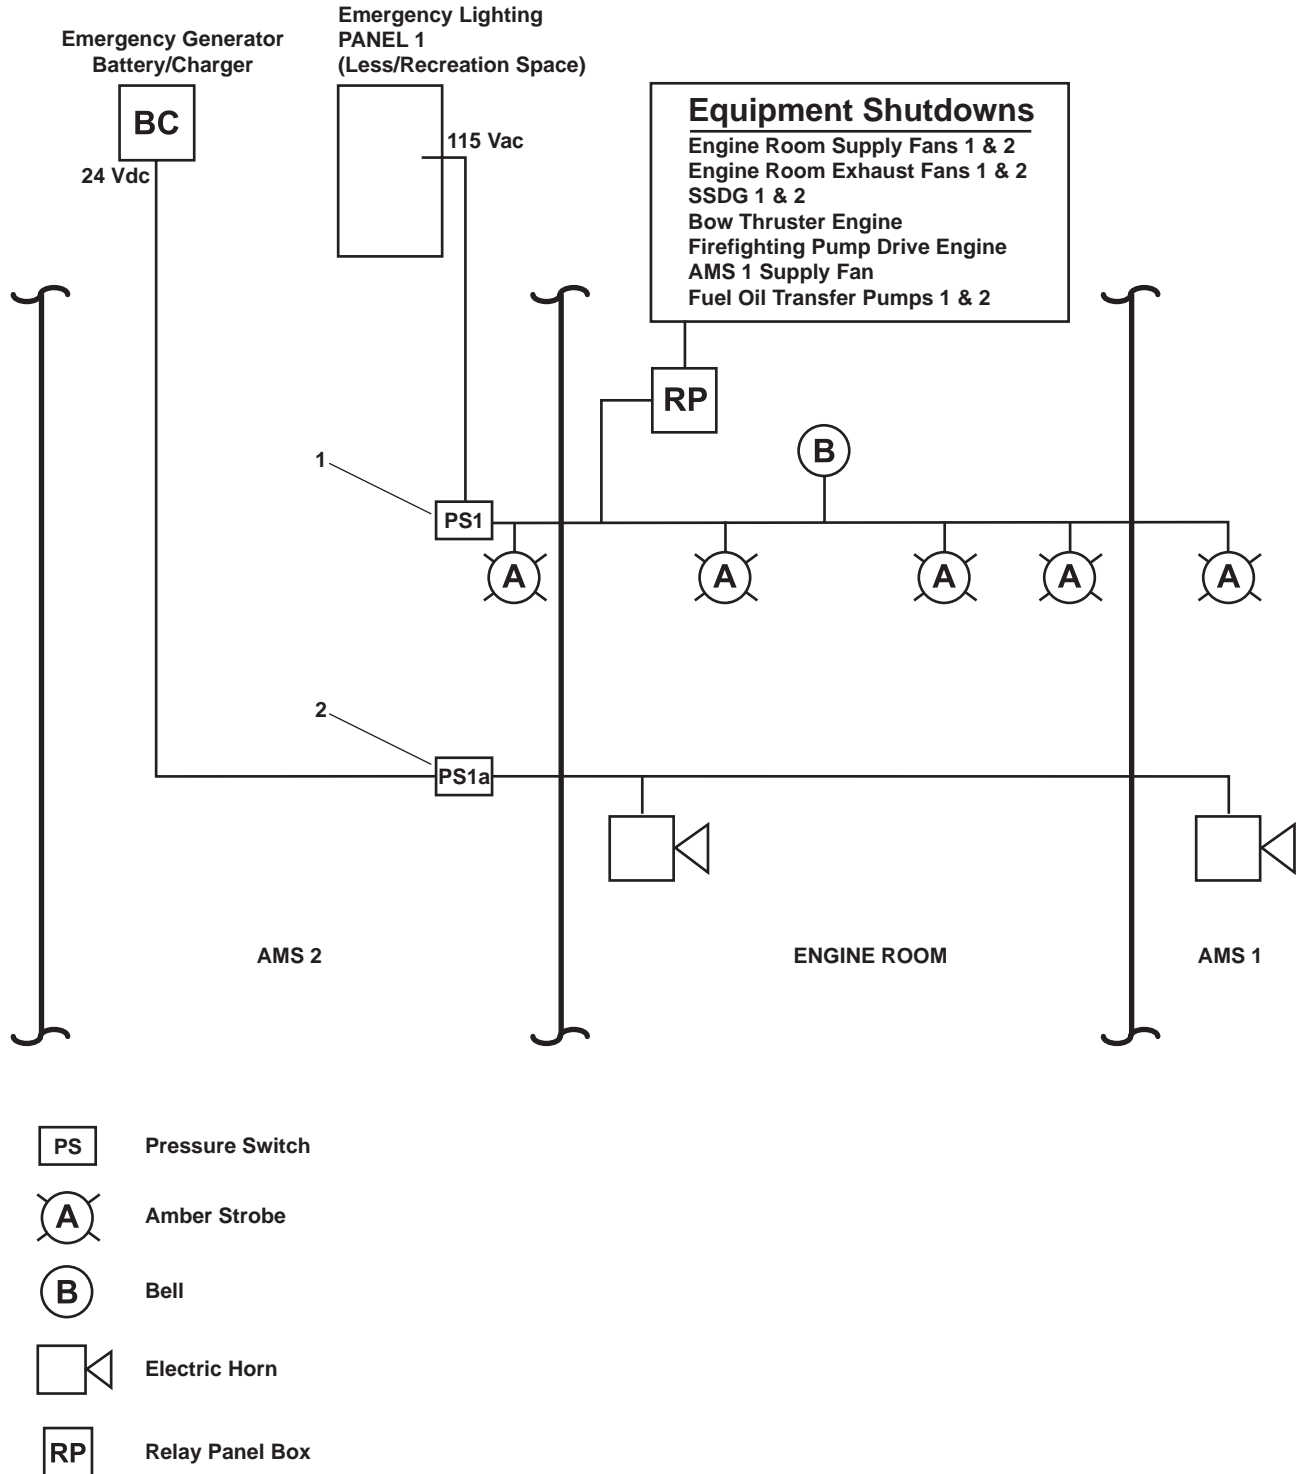 Emergency Generator
Battery/Charger
BC
24 Vdc
Emergency Lighting
PANEL 1
(Less/Recreation Space)
115 Vac
Equipment Shutdowns
Engine Room Supply Fans 1 & 2
Engine Room Exhaust Fans 1 & 2
SSDG 1 & 2
Bow Thruster Engine
Firefighting Pump Drive Engine
AMS 1 Supply Fan
Fuel Oil Transfer Pumps 1 & 2
RP
B
1
PS1
A
A
A
A
A
2
PS1a
AMS 2
ENGINE ROOM
AMS 1
PS
Pressure Switch
A
Amber Strobe
B
Bell
Electric Horn
RP
Relay Panel Box